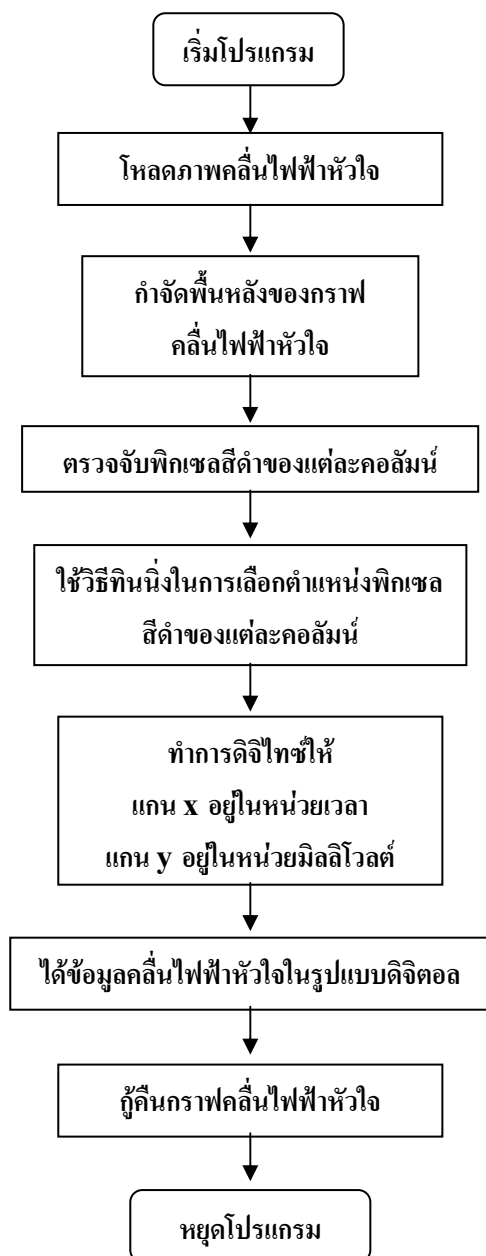 เริ่มโปรแกรม
โหลดภาพคลื่นไฟฟ้าหัวใจ
กำจัดพื้นหลังของกราฟ
คลื่นไฟฟ้าหัวใจ
ตรวจจับพิกเซลสีดำของแต่ละคอลัมน์
ใช้วิธีทินนิ่งในการเลือกตำแหน่งพิกเซล
สีดำของแต่ละคอลัมน์
ทำการดิจิไทซ์ให้
แกน x อยู่ในหน่วยเวลา
แกน y อยู่ในหน่วยมิลลิโวลต์
ได้ข้อมูลคลื่นไฟฟ้าหัวใจในรูปแบบดิจิตอล
กู้คืนกราฟคลื่นไฟฟ้าหัวใจ
หยุดโปรแกรม